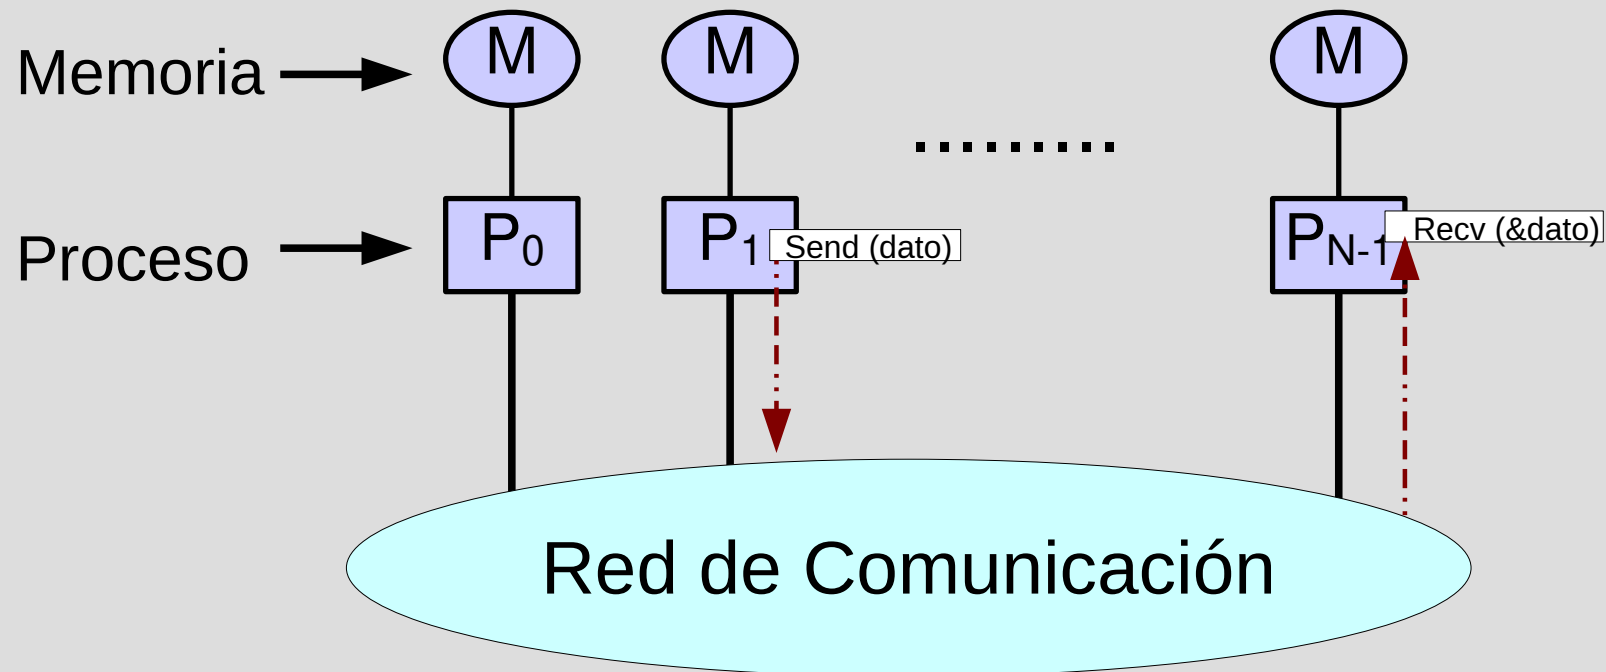 Memoria
M
M
M
Proceso
P0
P1
Send (dato)
PN-1
Recv (&dato)
Red de Comunicación